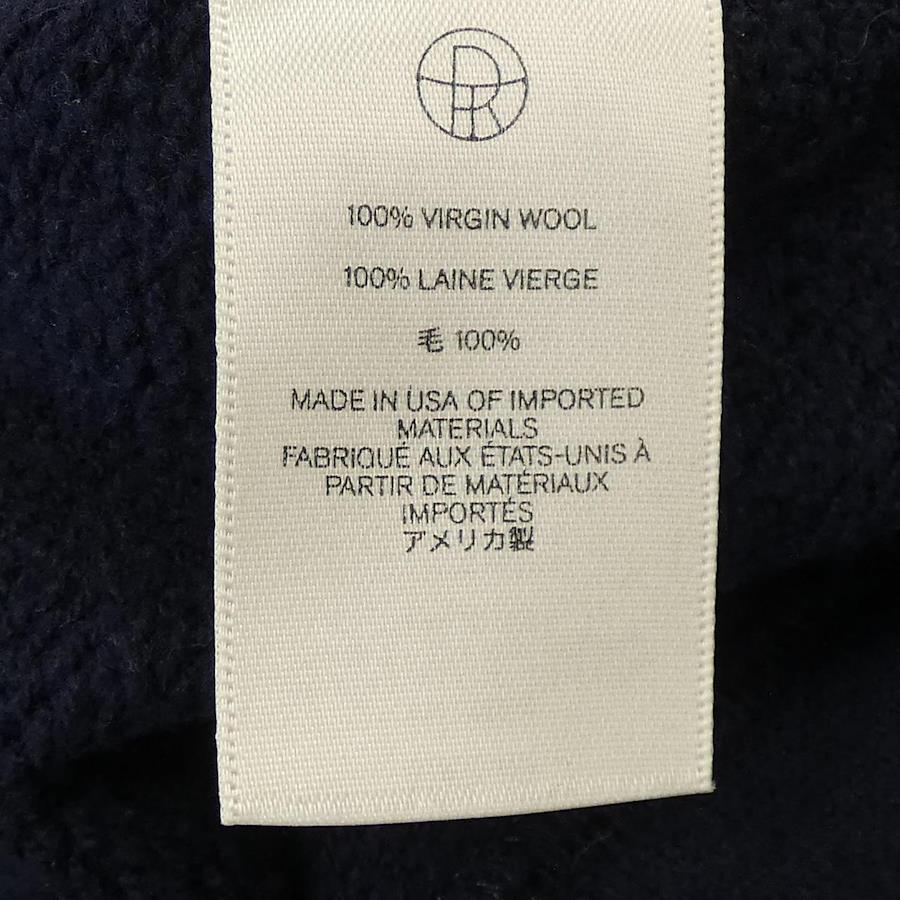 100% VIRGIN WOOL
100% LAINE VIERGE
毛 100%
MADE IN USA OF IMPORTED
MATERIALS
FABRIQUÉ AUX ÉTATS-UNIS À
PARTIR DE MATÉRIAUX
IMPORTÉS
アメリカ製